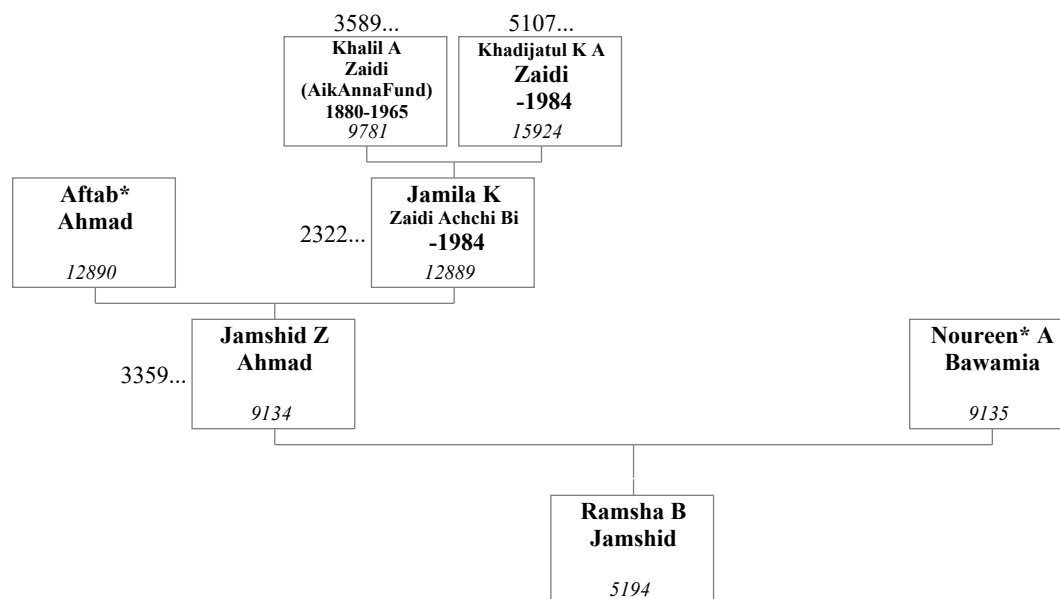 3589...
5107...
Khalil A
Zaidi
(AikAnnaFund)
1880-1965
9781
Khadijatul K A
Zaidi
-1984
15924
Aftab*
Ahmad
12890
2322...
Jamila K
Zaidi Achchi Bi
-1984
12889
3359...
Jamshid Z
Ahmad
9134
Noureen* A
Bawamia
9135
Ramsha B
Jamshid
5194